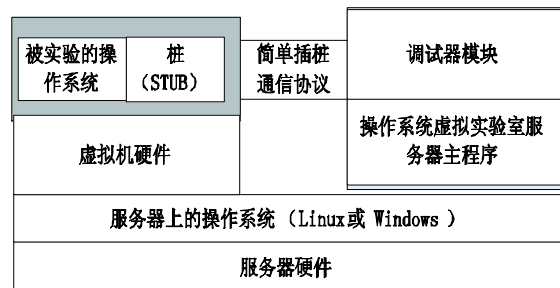 被实验的操
作系统
桩
（STUB）
简单插桩
通信协议
调试器模块
虚拟机硬件
操作系统虚拟实验室服
务器主程序
服务器上的操作系统（Linux或 Windows ）
服务器硬件